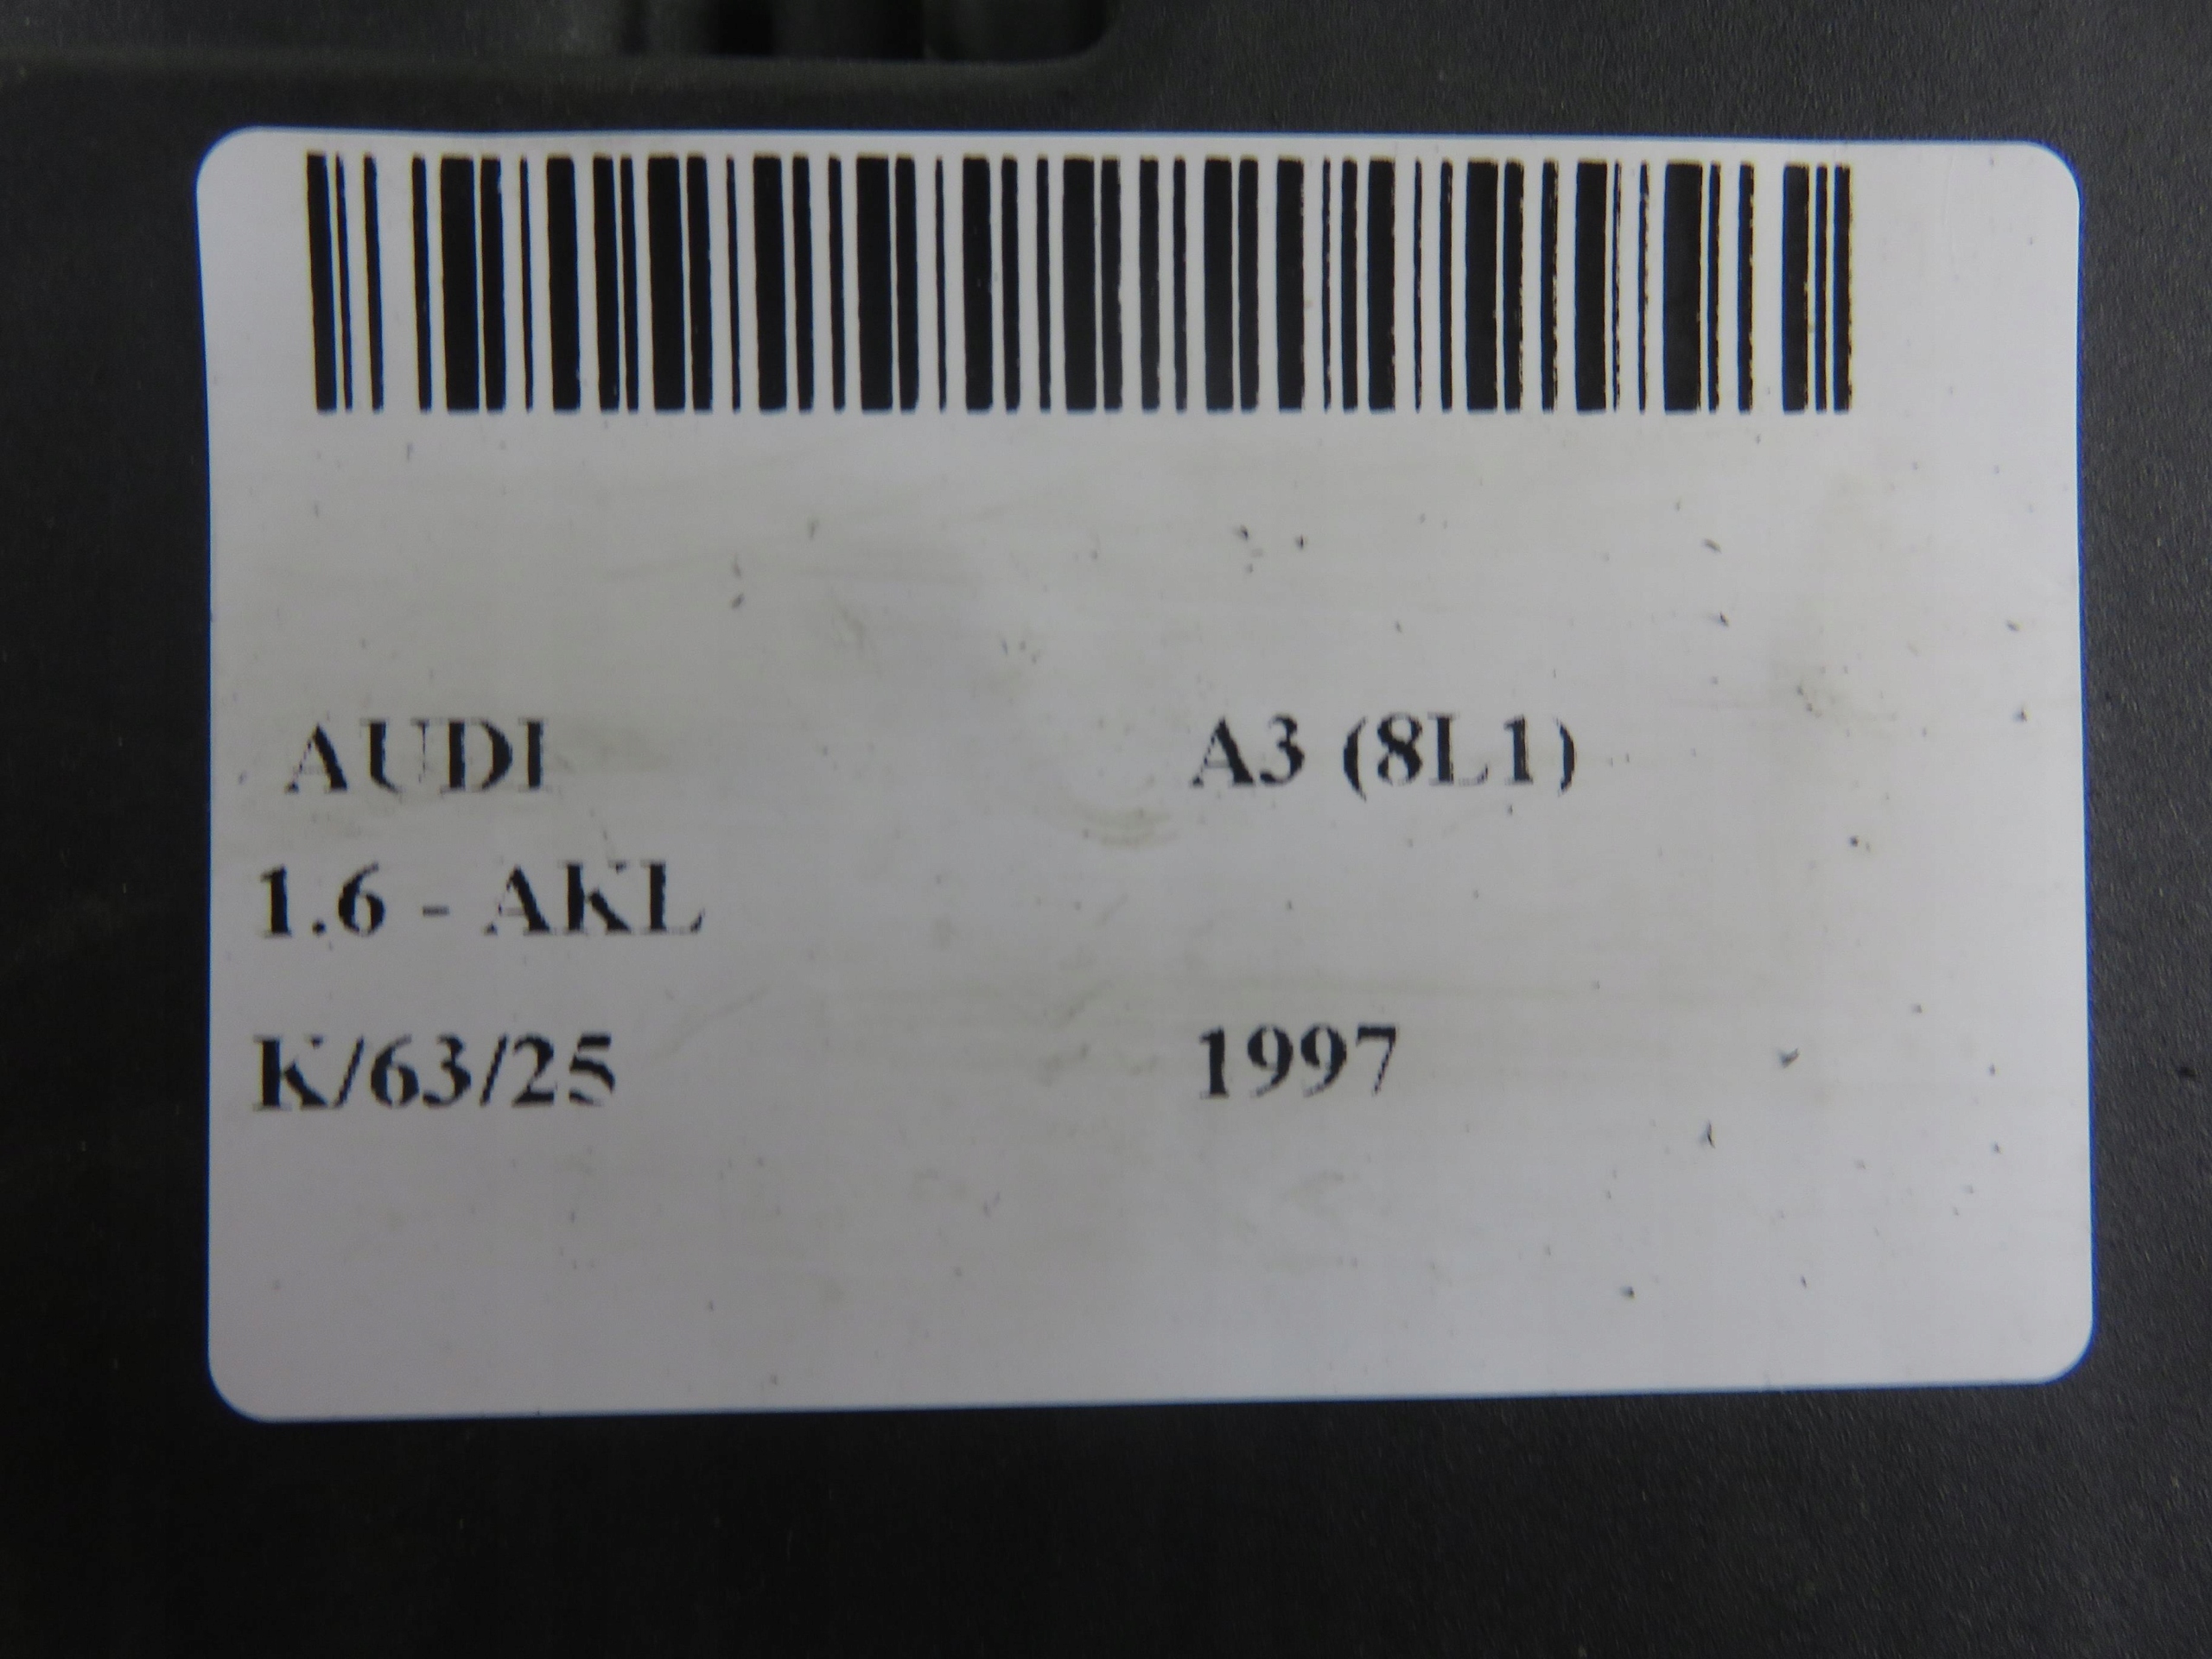 AUDI A3 (8L1)
1.6 - AKL
K/63/25 1997